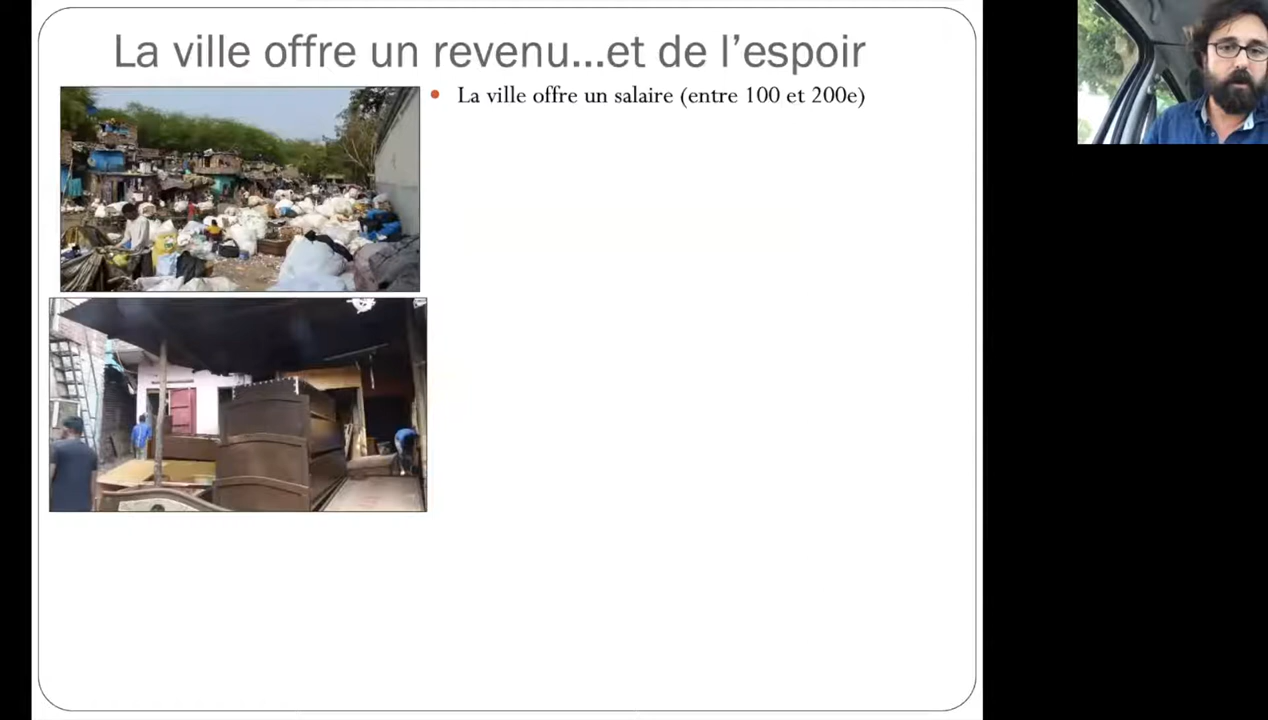 La ville offre un revenu...et de l'espoir
• La ville offre un salaire (entre 100 et 200e)